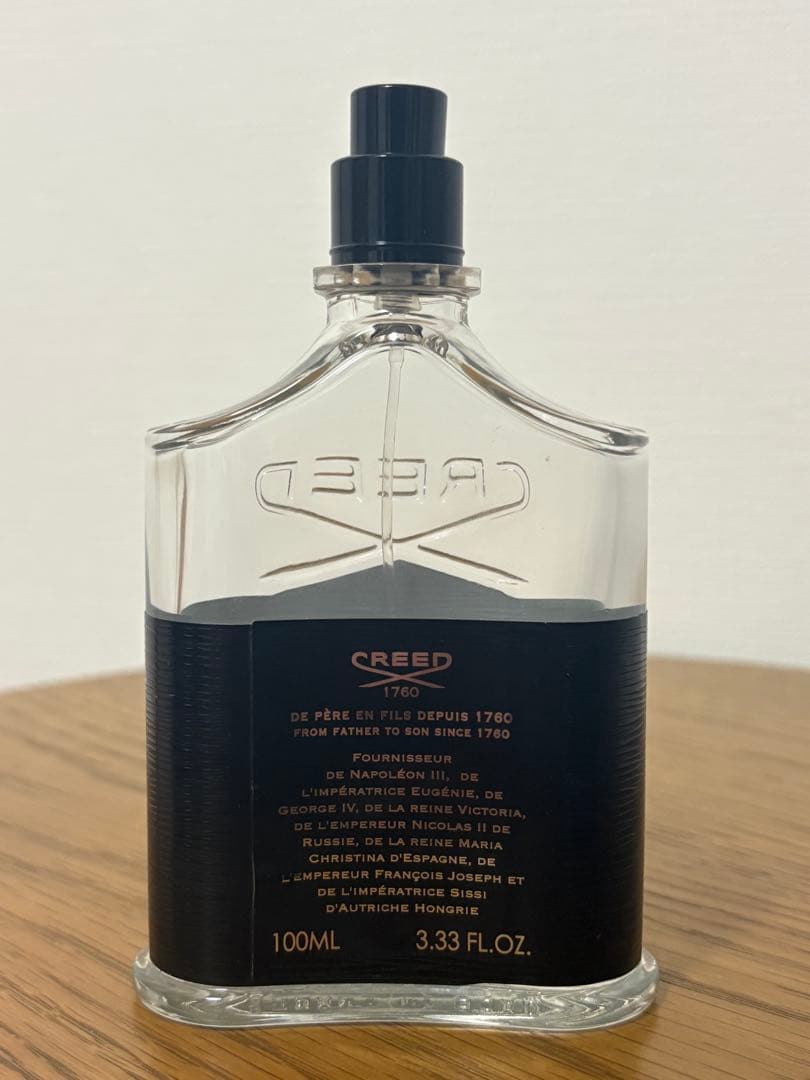 CREED
CREED
1760
DE PÈRE EN FILS DEPUIS 1760
FROM FATHER TO SON SINCE 1760
FOURNISSEUR
DE NAPOLÉON III, DE
L'IMPÉRATRICE EUGÉNIE, DE
GEORGE IV, DE LA REINE VICTORIA,
DE L'EMPEREUR NICOLAS II DE
RUSSIE, DE LA REINE MARIA
CHRISTINA D'ESPAGNE, DE
L'EMPEREUR FRANÇOIS JOSEPH ET
DE L'IMPÉRATRICE SISSI
D'AUTRICHE HONGRIE
100ML 3.33 FL.OZ.